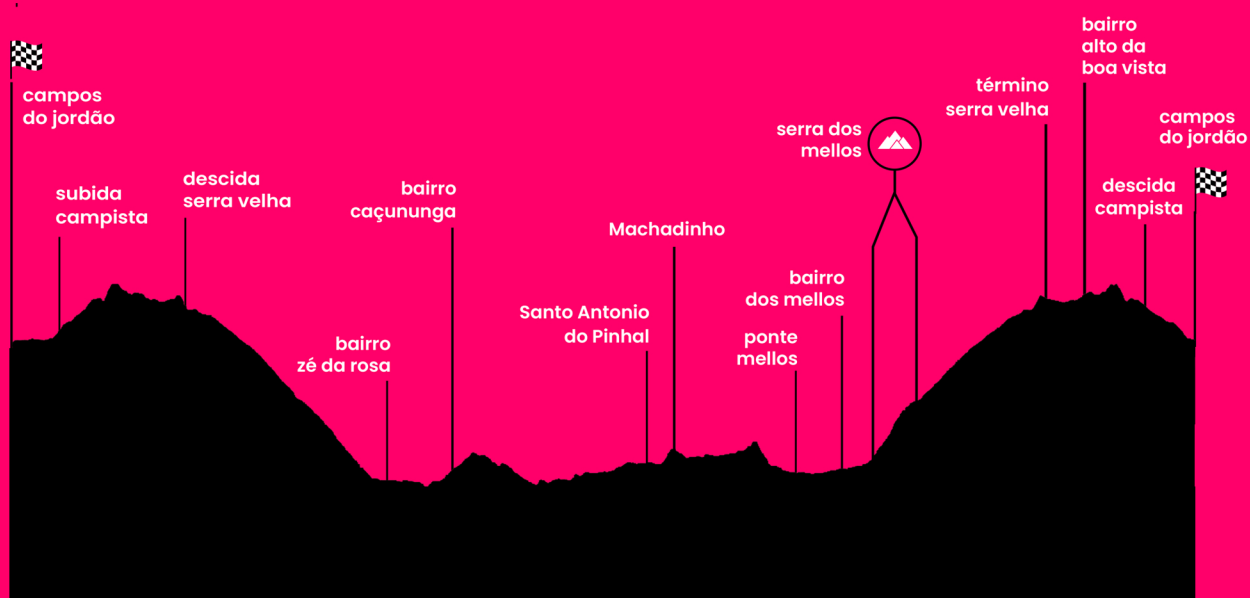 campos
do jordão
subida
campista
descida
serra velha
bairro
zé da rosa
bairro
caçununga
Santo Antonio
do Pinhal
Machadinho
ponte
mellos
bairro
dos mellos
serra dos
mellos
término
serra velha
bairro
alto da
boa vista
descida
campista
campos
do jordão